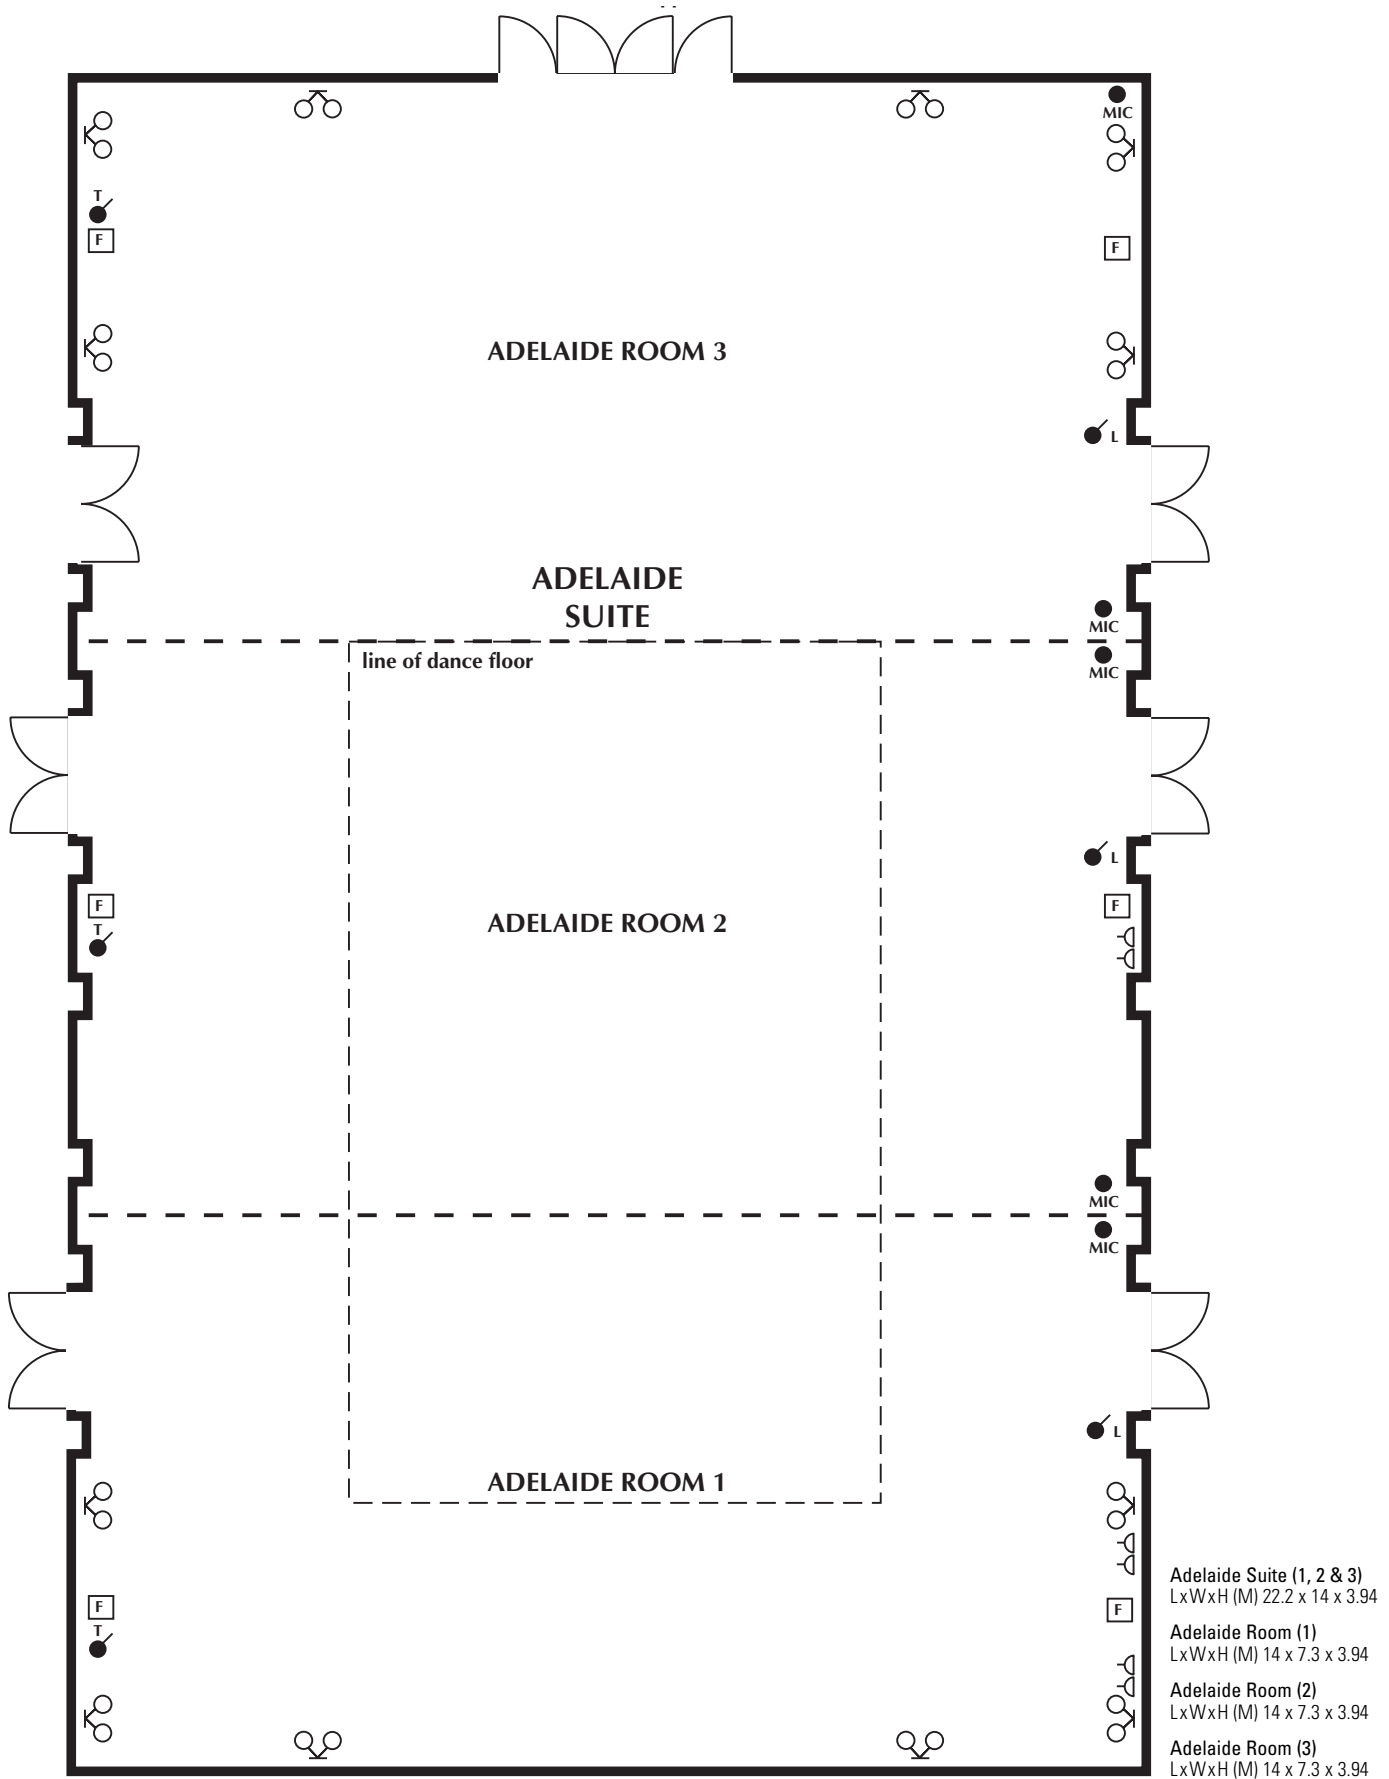 MIC
T
F
F
ADELAIDE ROOM 3
L
ADELAIDE
SUITE
MIC
line of dance floor
MIC
L
F
F
T
ADELAIDE ROOM 2
MIC
MIC
L
ADELAIDE ROOM 1
F
T
F
Adelaide Suite (1, 2 & 3)
LxWxH (M) 22.2 x 14 x 3.94
Adelaide Room (1)
LxWxH (M) 14 x 7.3 x 3.94
Adelaide Room (2)
LxWxH (M) 14 x 7.3 x 3.94
Adelaide Room (3)
LxWxH (M) 14 x 7.3 x 3.94